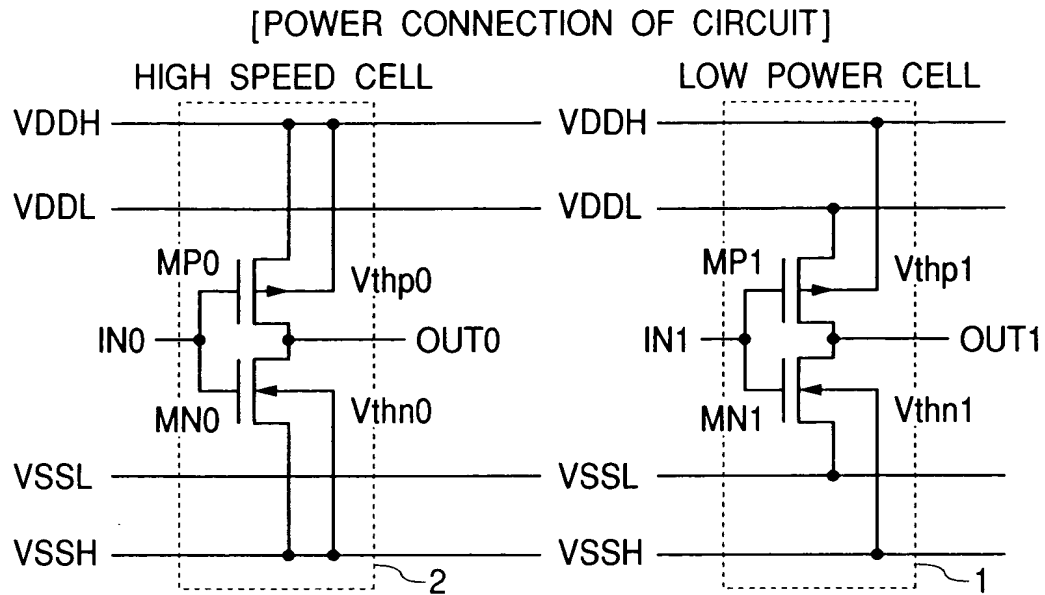 [POWER CONNECTION OF CIRCUIT]
HIGH SPEED CELL
LOW POWER CELL
VDDH
VDDH
VDDL
VDDL
MP0
Vthp0
MP1
Vthp1
IN0
OUT0
IN1
OUT1
MN0
Vthn0
MN1
Vthn1
VSSL
VSSL
VSSH
VSSH
2
1